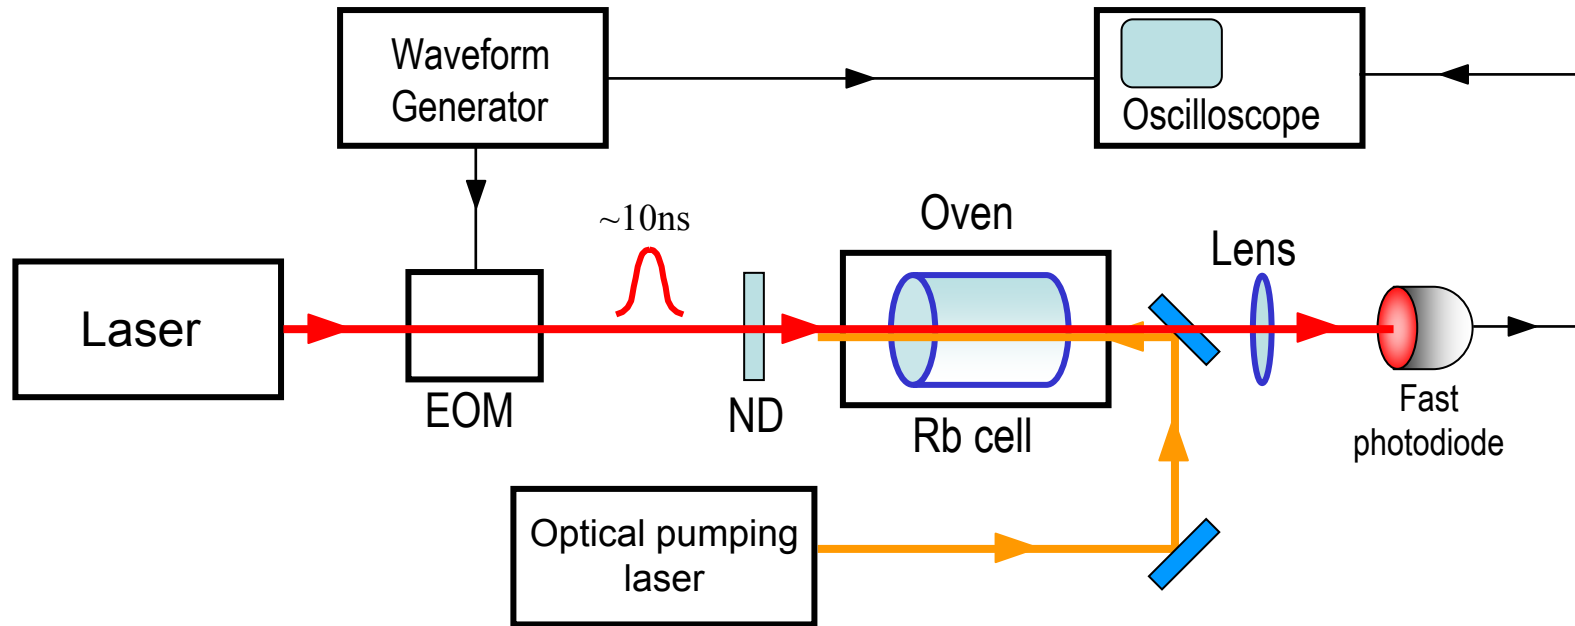 Waveform
Generator
Oscilloscope
~10ns
Oven
Lens
Laser
EOM
ND
Rb cell
Fast
photodiode
Optical pumping
laser